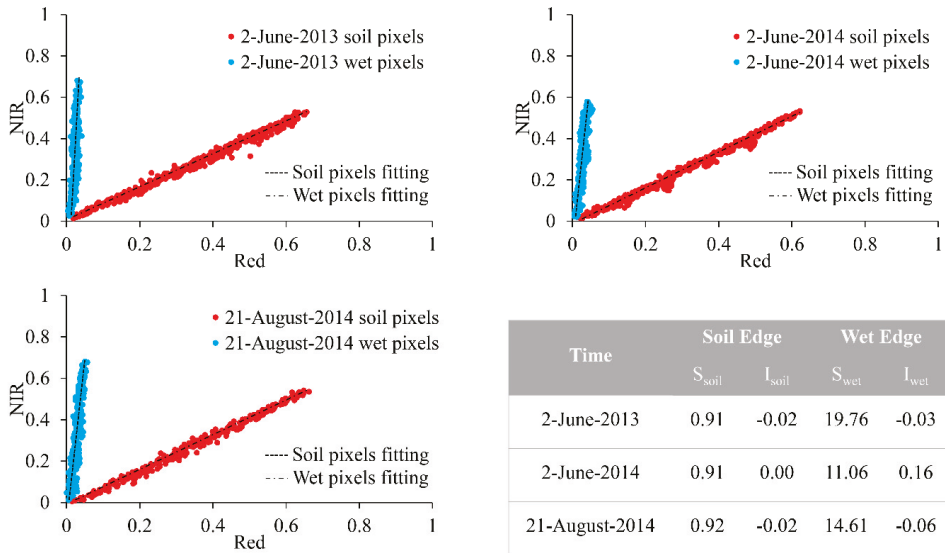 1
0.8
0.6
0.4
0.2
0
NIR
2-June-2013 soil pixels
2-June-2013 wet pixels
Soil pixels fitting
Wet pixels fitting
0 0.2 0.4 0.6 0.8 1
Red
1
0.8
0.6
0.4
0.2
0
NIR
2-June-2014 soil pixels
2-June-2014 wet pixels
Soil pixels fitting
Wet pixels fitting
0 0.2 0.4 0.6 0.8 1
Red
1
0.8
0.6
0.4
0.2
0
NIR
21-August-2014 soil pixels
21-August-2014 wet pixels
Soil pixels fitting
Wet pixels fitting
0 0.2 0.4 0.6 0.8 1
Red
Time Soil Edge Wet Edge
Ssoil Isoil Swet Iwet
2-June-2013 0.91 -0.02 19.76 -0.03
2-June-2014 0.91 0.00 11.06 0.16
21-August-2014 0.92 -0.02 14.61 -0.06